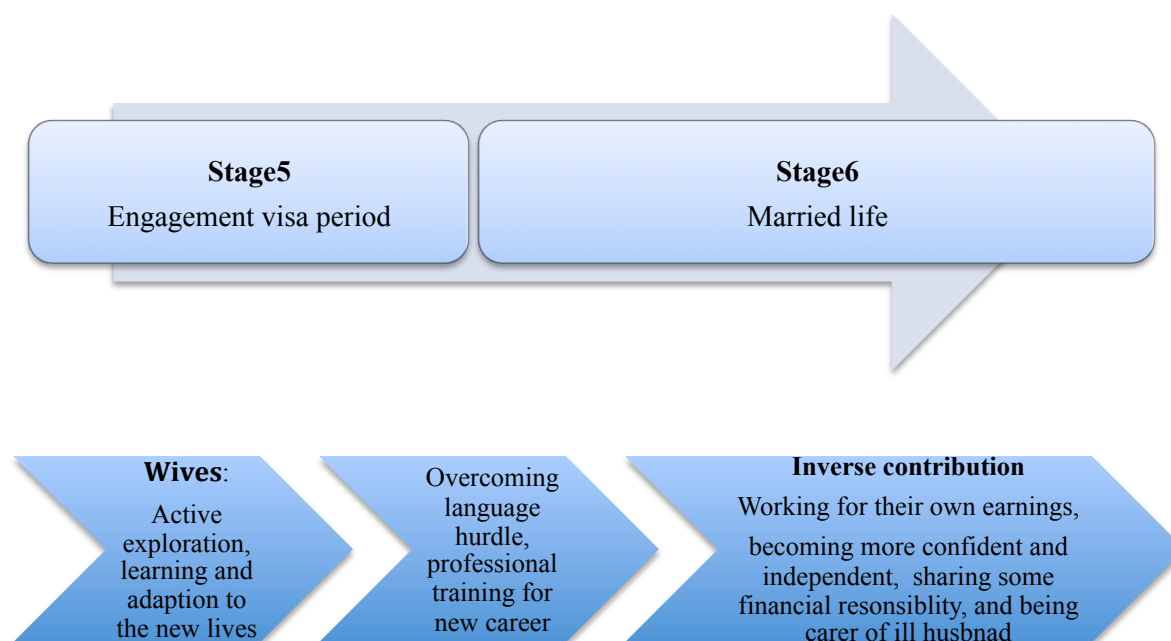 Stage5
Engagement visa period
Stage6
Married life
Wives:
Active
exploration,
learning and
adaption to
the new lives
Overcoming
language
hurdle,
professional
training for
new career
Inverse contribution
Working for their own earnings,
becoming more confident and
independent,  sharing some
financial resonsiblity, and being
carer of ill husbnad